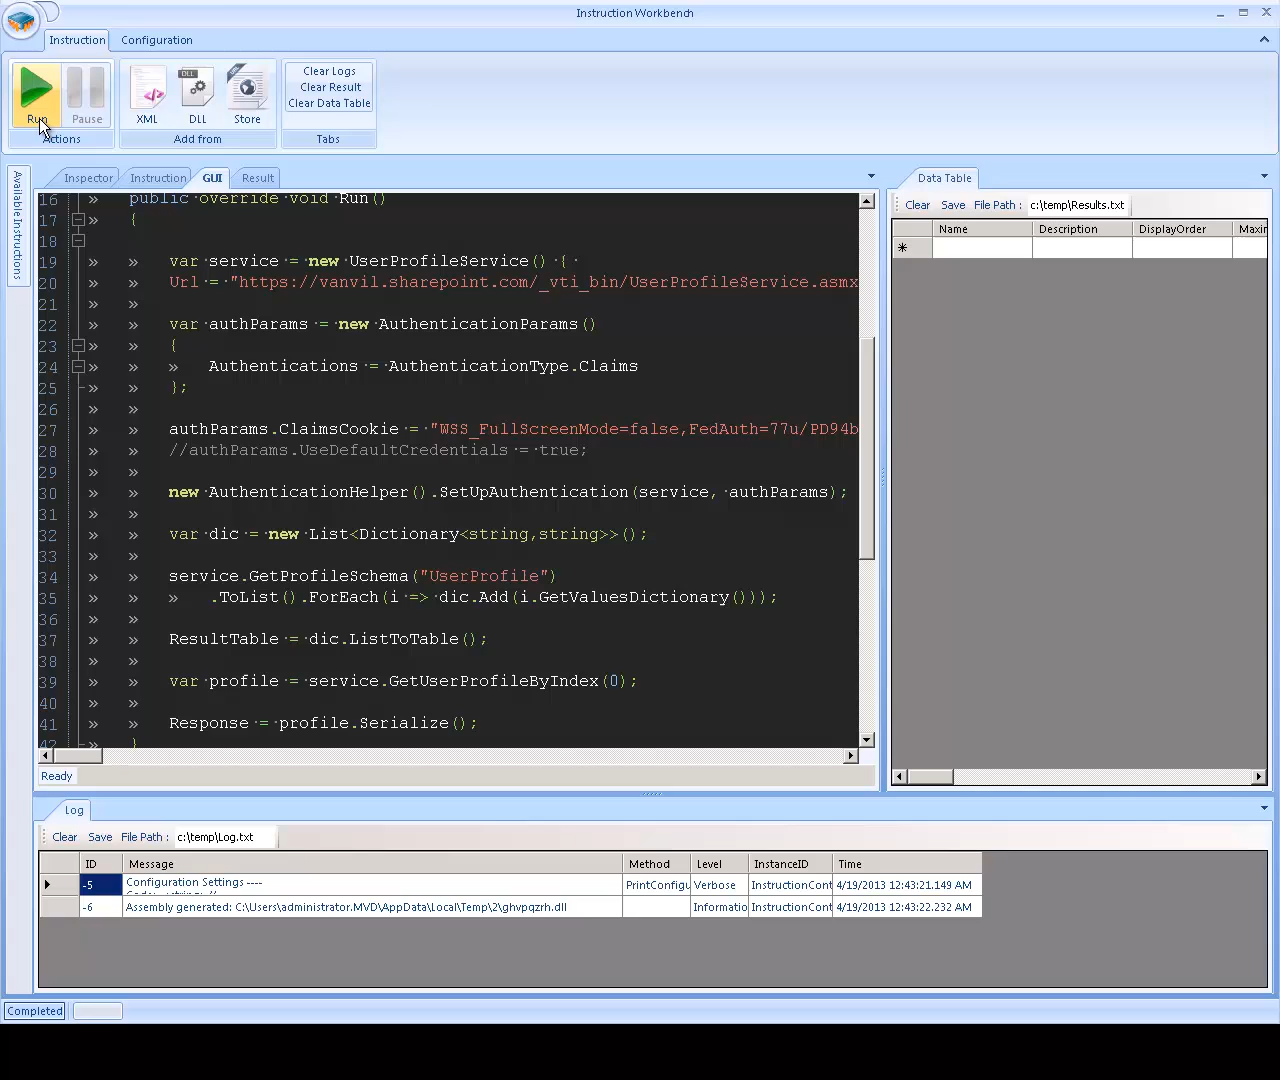 Instruction Workbench
Instruction Configuration
Run Pause XML DLL Store
Clear Logs
Clear Result
Clear Data Table
Actions Add from Tabs
Available Instructions
Inspector Instruction GUI Result
16 » public override void Run()
17 » {
18
19 » » var service = new UserProfileService() {
20 » » Url = "https://vanvil.sharepoint.com/_vti_bin/UserProfileService.asmx
21 » »
22 » » var authParams = new AuthenticationParams()
23 » » {
24 » » » Authentications = AuthenticationType.Claims
25 » » };
26 » »
27 » » authParams.ClaimsCookie = "WSS_FullScreenMode=false,FedAuth=77u/PD94b
28 » » //authParams.UseDefaultCredentials = true;
29 » »
30 » » new AuthenticationHelper().SetUpAuthentication(service, authParams);
31 » »
32 » » var dic = new List<Dictionary<string,string>>();
33 » »
34 » » service.GetProfileSchema("UserProfile")
35 » » » .ToList().ForEach(i => dic.Add(i.GetValuesDictionary()));
36 » »
37 » » ResultTable = dic.ListToTable();
38 » »
39 » » var profile = service.GetUserProfileByIndex(0);
40 » »
41 » » Response = profile.Serialize();
42 » }
Ready
Data Table
Clear Save File Path : c:\temp\Results.txt
Name Description DisplayOrder Maxi
Log
Clear Save File Path : c:\temp\Log.txt
ID Message Method Level InstanceID Time
-5 Configuration Settings ---- PrintConfigu Verbose InstructionCont 4/19/2013 12:43:21.149 AM
-6 Assembly generated: C:\Users\administrator.MVD\AppData\Local\Temp\2\ghvpqzrh.dll Informatio InstructionCont 4/19/2013 12:43:22.232 AM
Completed